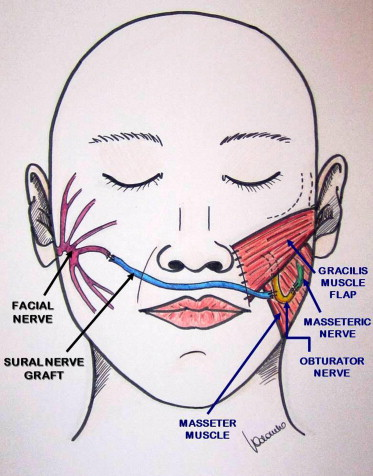 FACIAL
NERVE
SURAL NERVE
GRAFT
GRACILIS
MUSCLE
FLAP
MASSETERIC
NERVE
OBTURATOR
NERVE
MASSETER
MUSCLE